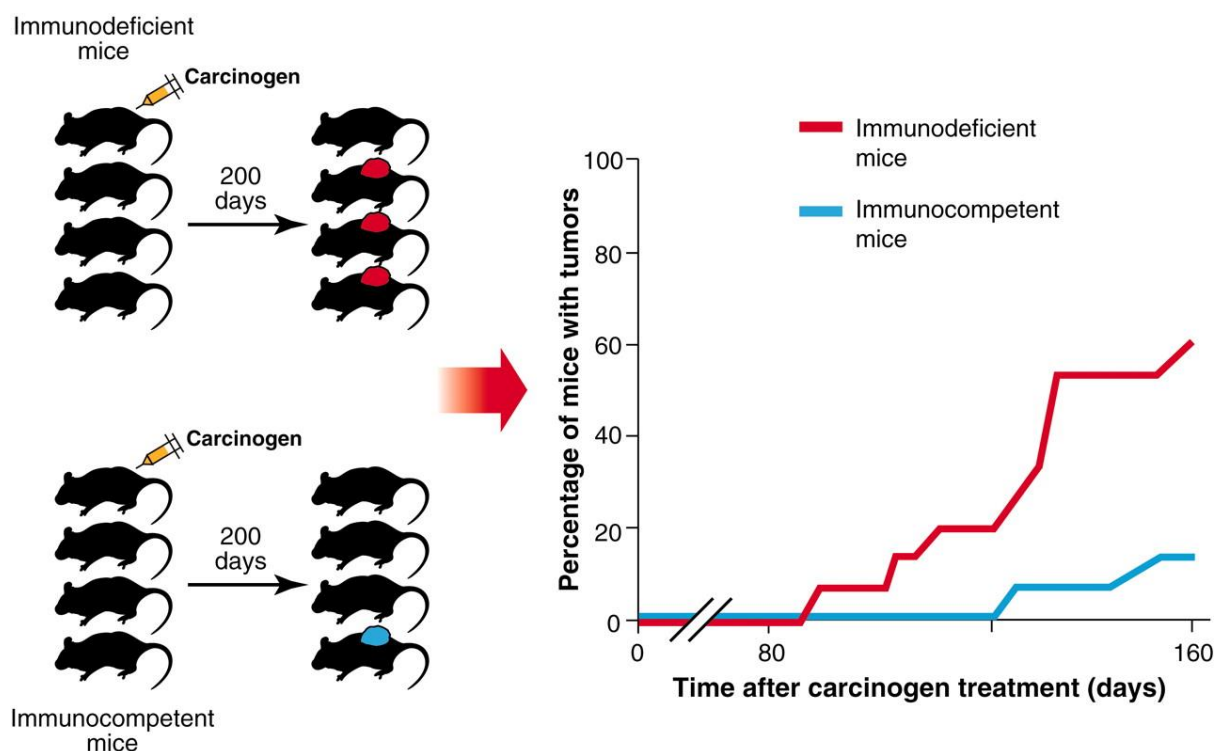 Immunodeficient
mice
Carcinogen
200
days
Carcinogen
200
days
Immunocompetent
mice
Immunodeficient
mice
Immunocompetent
mice
Percentage of mice with tumors
100
80
60
40
20
0
0
80
160
Time after carcinogen treatment (days)